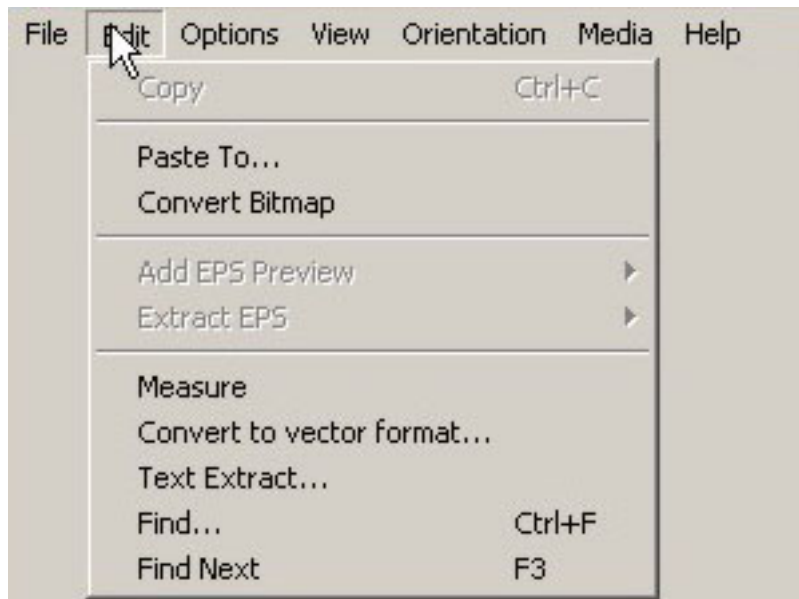 File Edit Options View Orientation Media Help
Copy Ctrl+C
Paste To...
Convert Bitmap
Add EPS Preview
Extract EPS
Measure
Convert to vector format...
Text Extract...
Find... Ctrl+F
Find Next F3